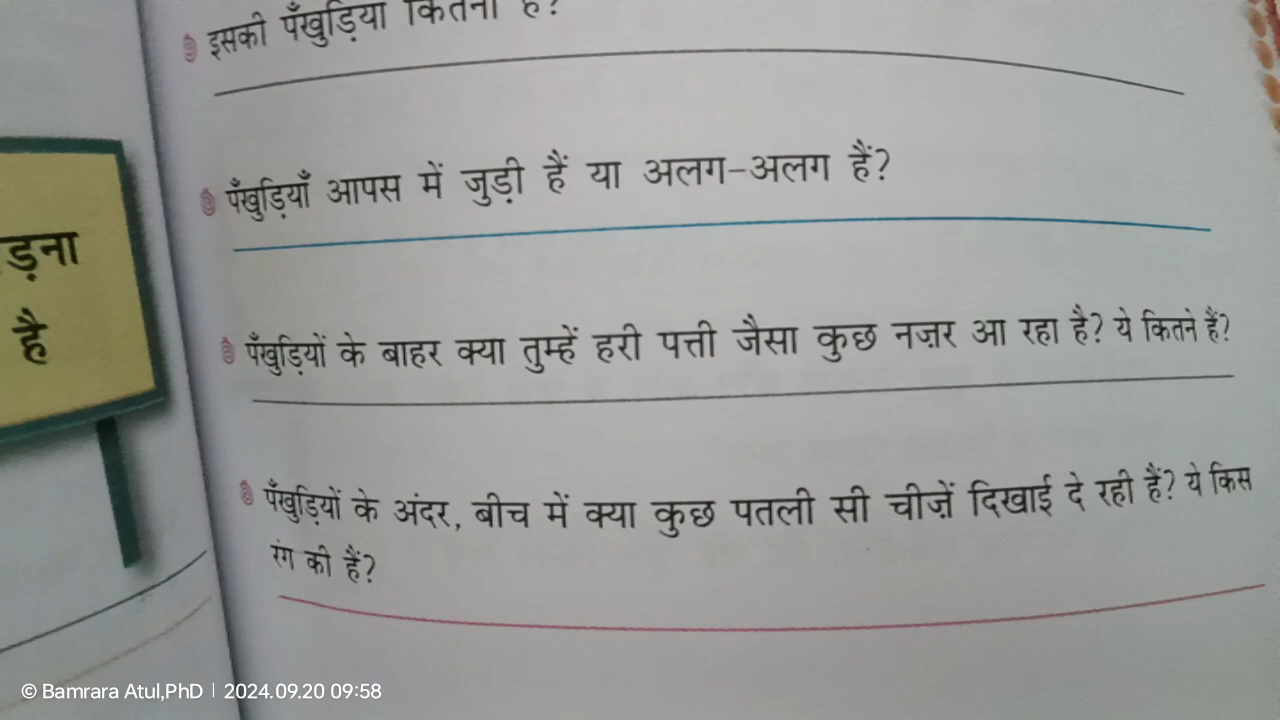 इसकी पँखुड़ियाँ कितनी हैं?
पँखुड़ियाँ आपस में जुड़ी हैं या अलग-अलग हैं?
पँखुड़ियों के बाहर क्या तुम्हें हरी पत्ती जैसा कुछ नज़र आ रहा है? ये कितने हैं?
पँखुड़ियों के अंदर, बीच में क्या कुछ पतली सी चीज़ें दिखाई दे रही हैं? ये किस
रंग की हैं?
ड़ना
है
© Bamrara Atul,PhD | 2024.09.20 09:58